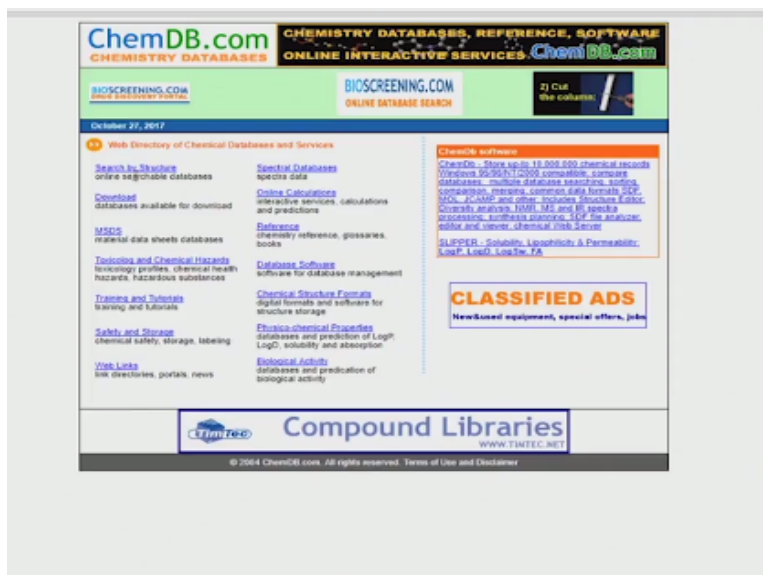 ChemDB.com
CHEMISTRY DATABASES
CHEMISTRY DATABASES, REFERENCE, SOFTWARE
ONLINE INTERACTIVE SERVICES ChemDB.com
BIOSCREENING.COM
DRUG DISCOVERY PORTAL
BIOSCREENING.COM
ONLINE DATABASE SEARCH
2) Cut
the column:
October 27, 2017
Web Directory of Chemical Databases and Services
Search by Structure
online searchable databases
Download
databases available for download
MSDS
material data sheets databases
Toxicolog and Chemical Hazards
toxicology profiles, chemical health
hazards, hazardous substances
Training and Tutorials
training and tutorials
Safety and Storage
chemical safety, storage, labeling
Web Links
link directories, portals, news
Spectral Databases
spectra data
Online Calculations
interactive services, calculations
and predictions
Reference
chemistry reference, glossaries,
books
Database Software
software for database management
Chemical Structure Formats
digital formats and software for
structure storage
Physico-chemical Properties
databases and prediction of LogP,
LogD, solubility and absorption
Biological Activity
databases and predication of
biological activity
ChemDb software
ChemDb - Store up to 10.000.000 chemical records
Windows 95/98/NT/2000 compatible; compare
databases; multiple database searching, sorting,
comparison, merging, common data formats SDF,
MOL, JCAMP and other. Includes Structure Editor;
Diversity analysis, NMR, MS and IR spectra
processing; synthesis planning; SDF file analyzer,
editor and viewer, chemical Web Server
SLIPPER - Solubility, Lipophilicity & Permeability:
LogP, LogD, LogSw, FA
CLASSIFIED ADS
New&used equipment, special offers, jobs
TimTec
Compound Libraries
WWW.TIMTEC.NET
© 2004 ChemDB.com. All rights reserved. Terms of Use and Disclaimer